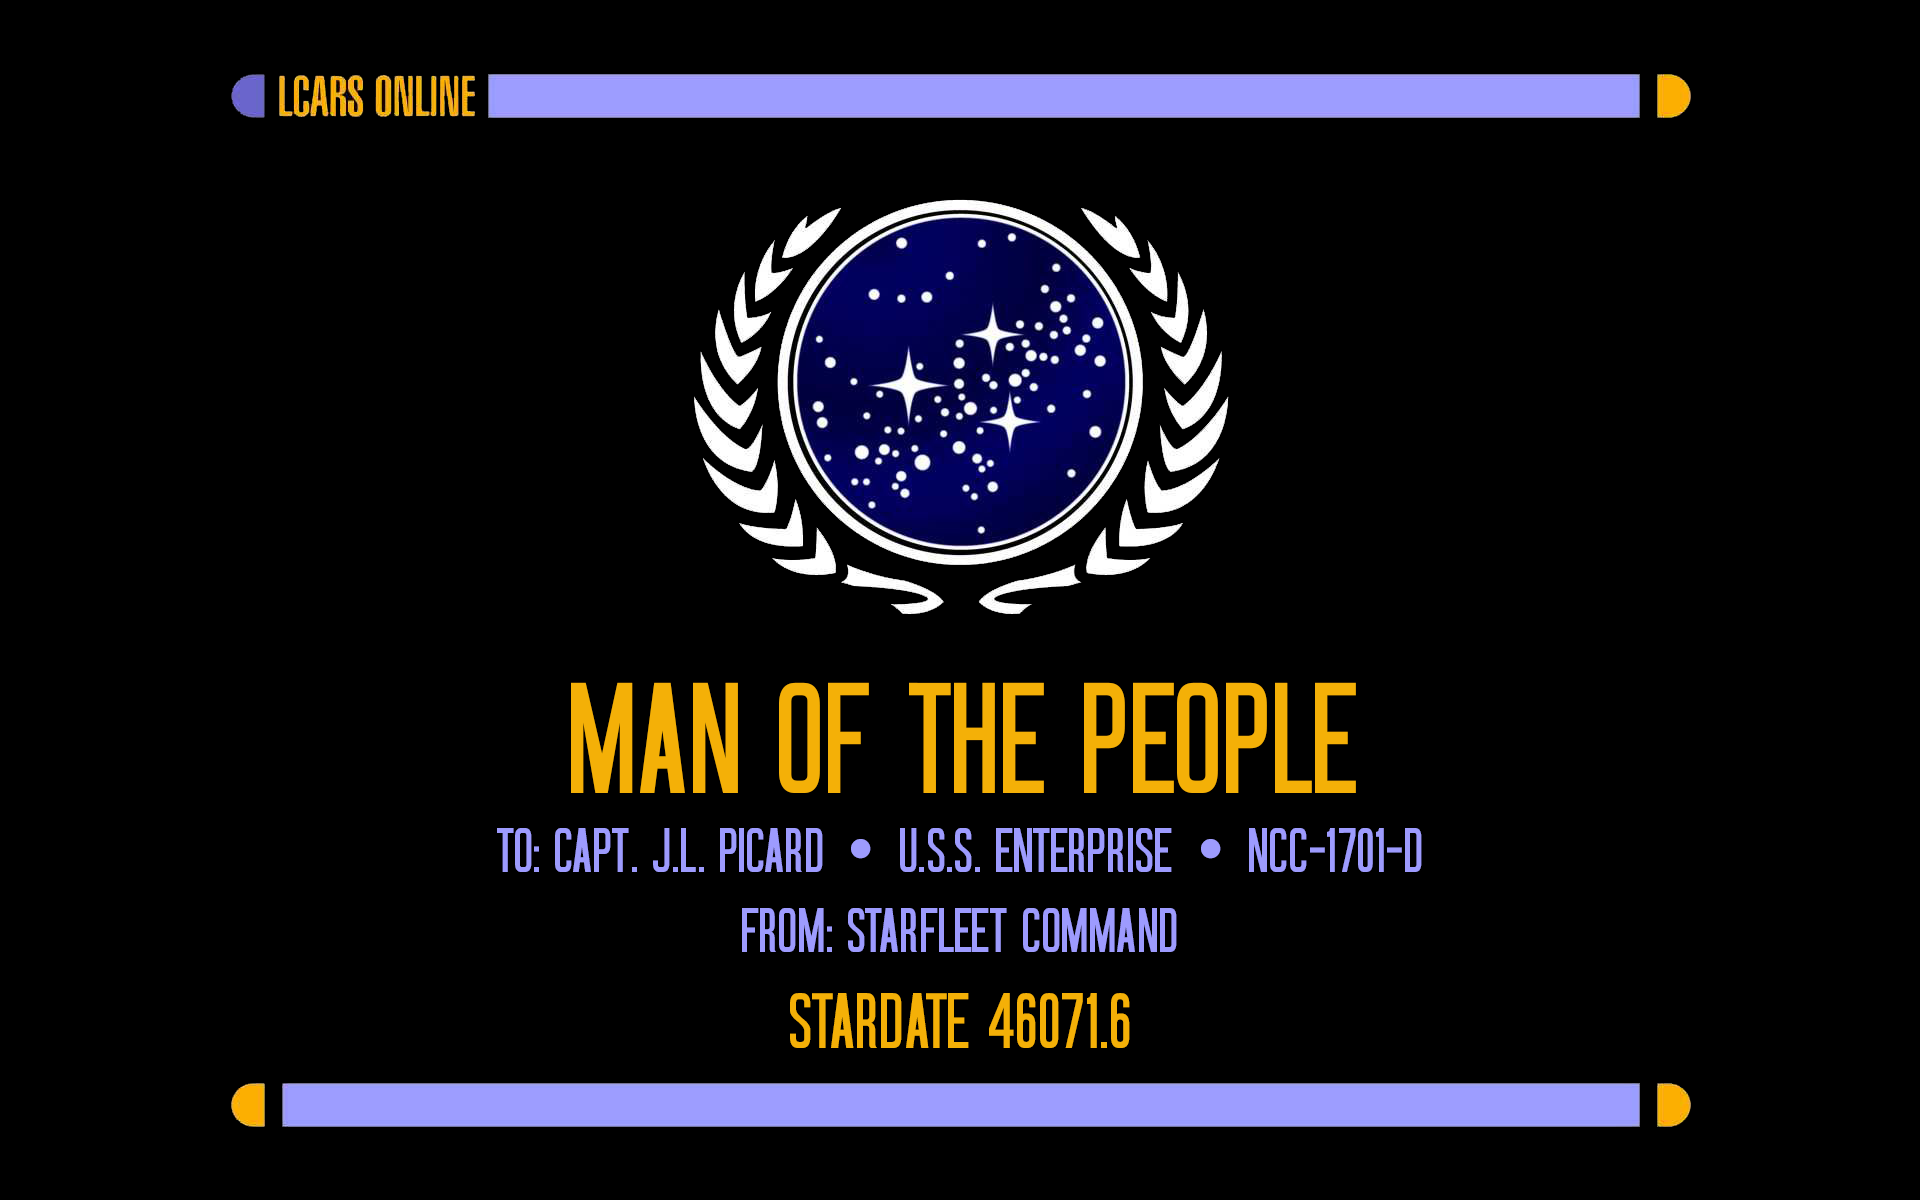 LCARS ONLINE
MAN OF THE PEOPLE
TO: CAPT. J.L. PICARD • U.S.S. ENTERPRISE • NCC-1701-D
FROM: STARFLEET COMMAND
STARDATE 46071.6